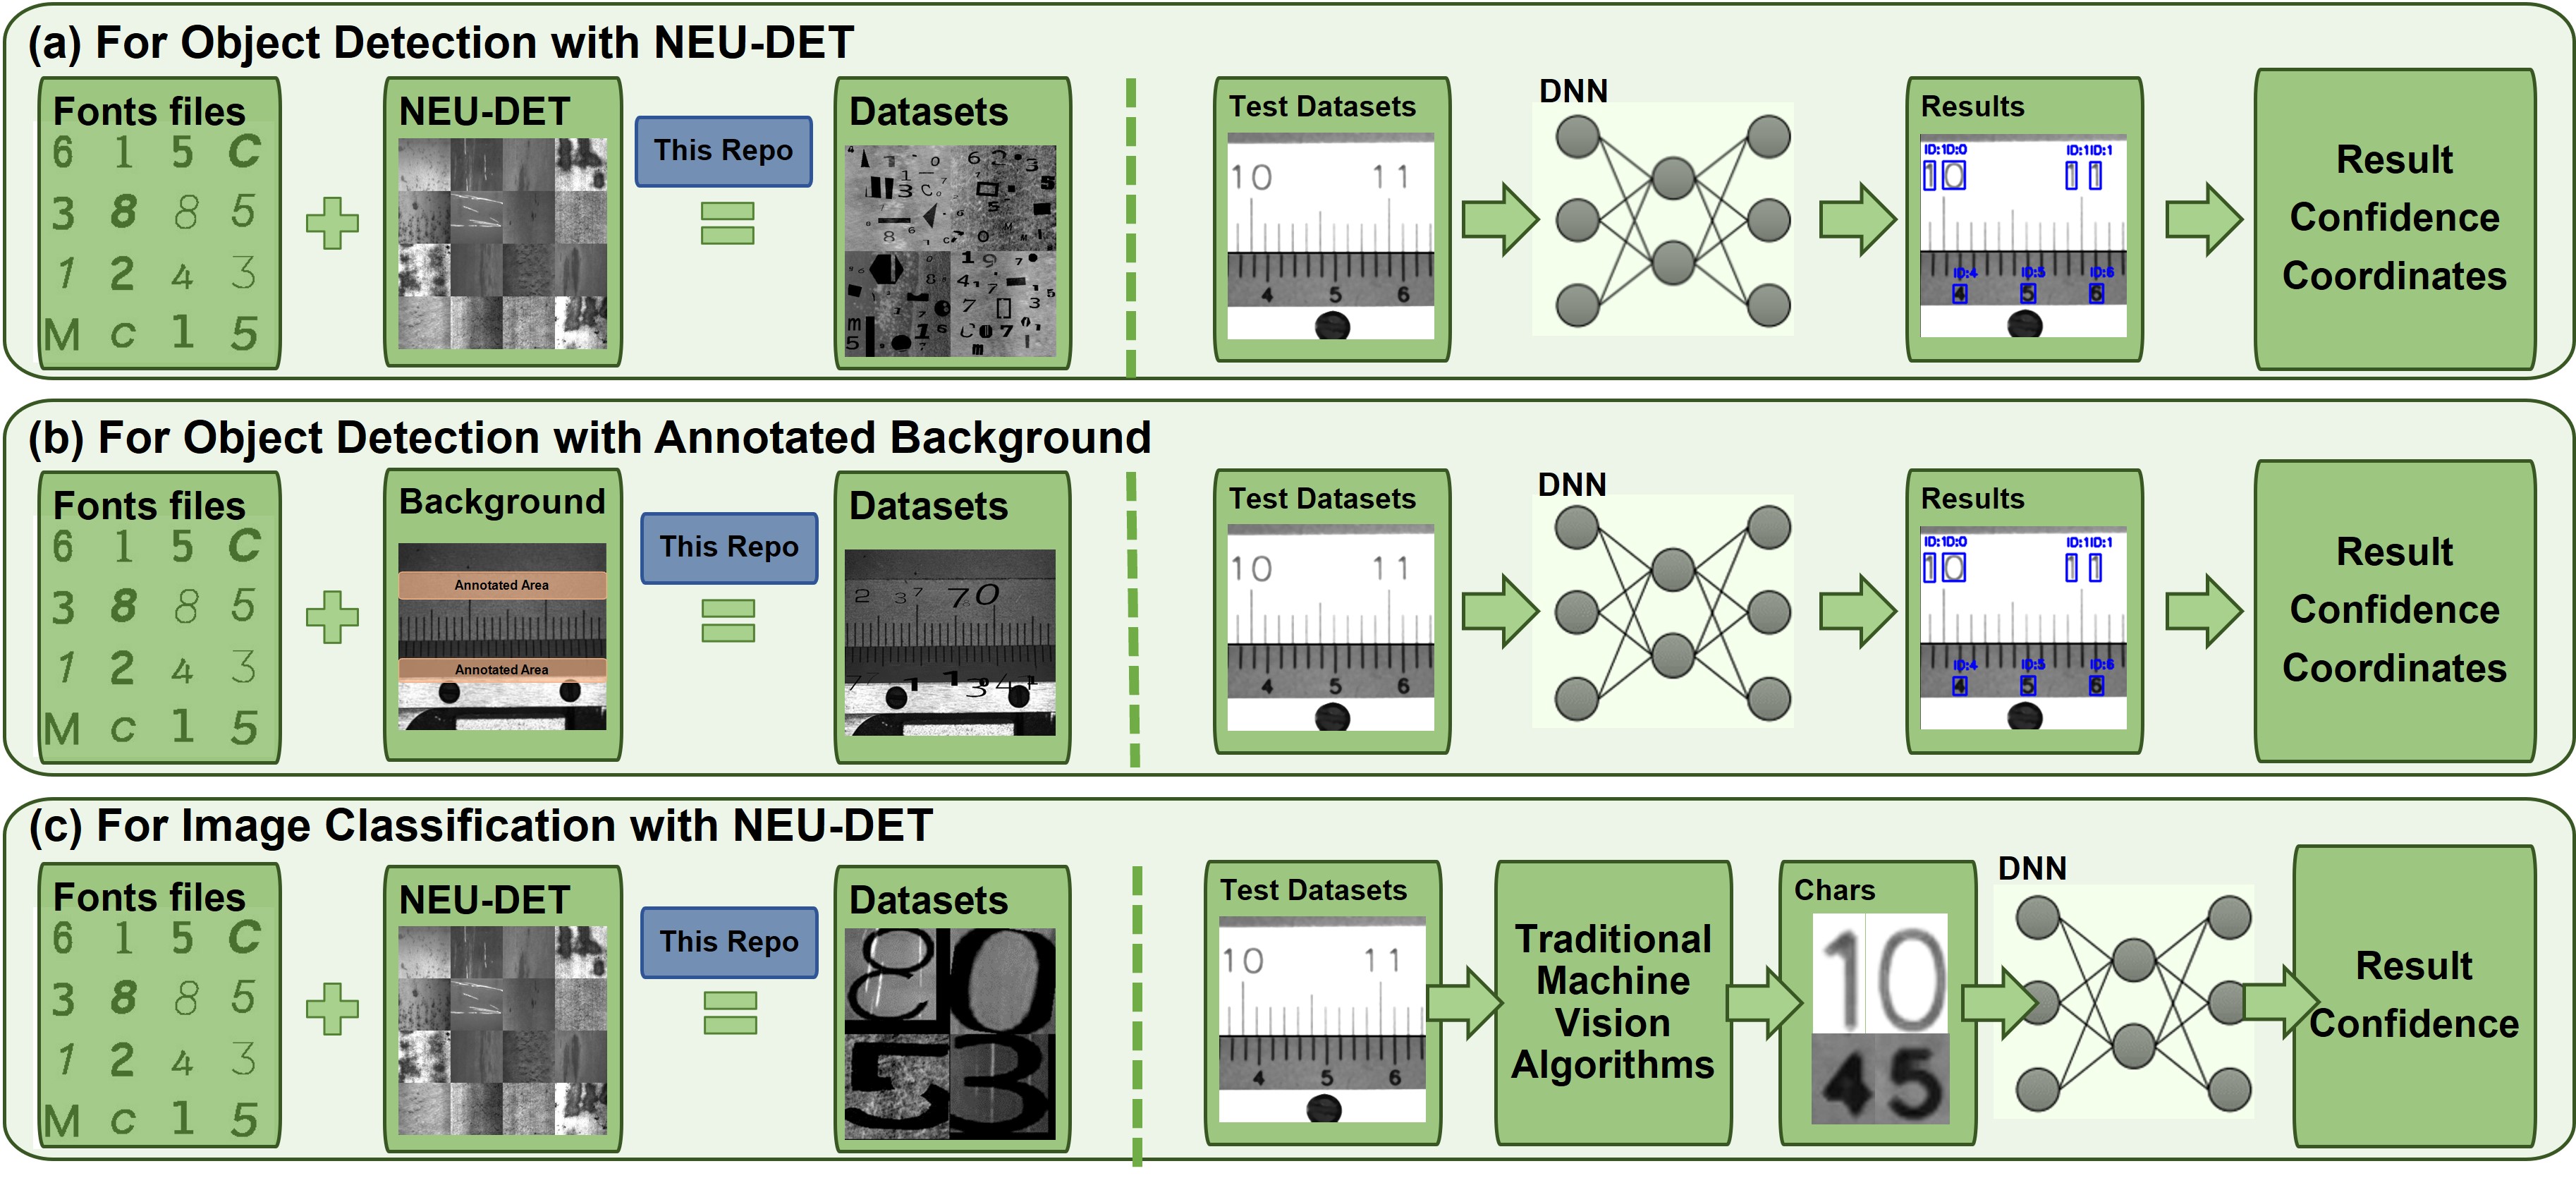 (a) For Object Detection with NEU-DET
Fonts files
6 1 5 C
3 8 8 5
1 2 4 3
M c 1 5
NEU-DET
This Repo
Datasets
Test Datasets
10 11
4 5 6
DNN
Results
ID:1ID:0 ID:1ID:1
10 11
ID:4 ID:5 ID:6
4 5 6
Result
Confidence
Coordinates
(b) For Object Detection with Annotated Background
Fonts files
6 1 5 C
3 8 8 5
1 2 4 3
M c 1 5
Background
Annotated Area
Annotated Area
This Repo
Datasets
2 37 70
Test Datasets
10 11
4 5 6
DNN
Results
ID:1ID:0 ID:1ID:1
10 11
ID:4 ID:5 ID:6
4 5 6
Result
Confidence
Coordinates
(c) For Image Classification with NEU-DET
Fonts files
6 1 5 C
3 8 8 5
1 2 4 3
M c 1 5
NEU-DET
This Repo
Datasets
8 0
5 3
Test Datasets
10 11
4 5 6
Traditional
Machine
Vision
Algorithms
Chars
10
45
DNN
Result
Confidence